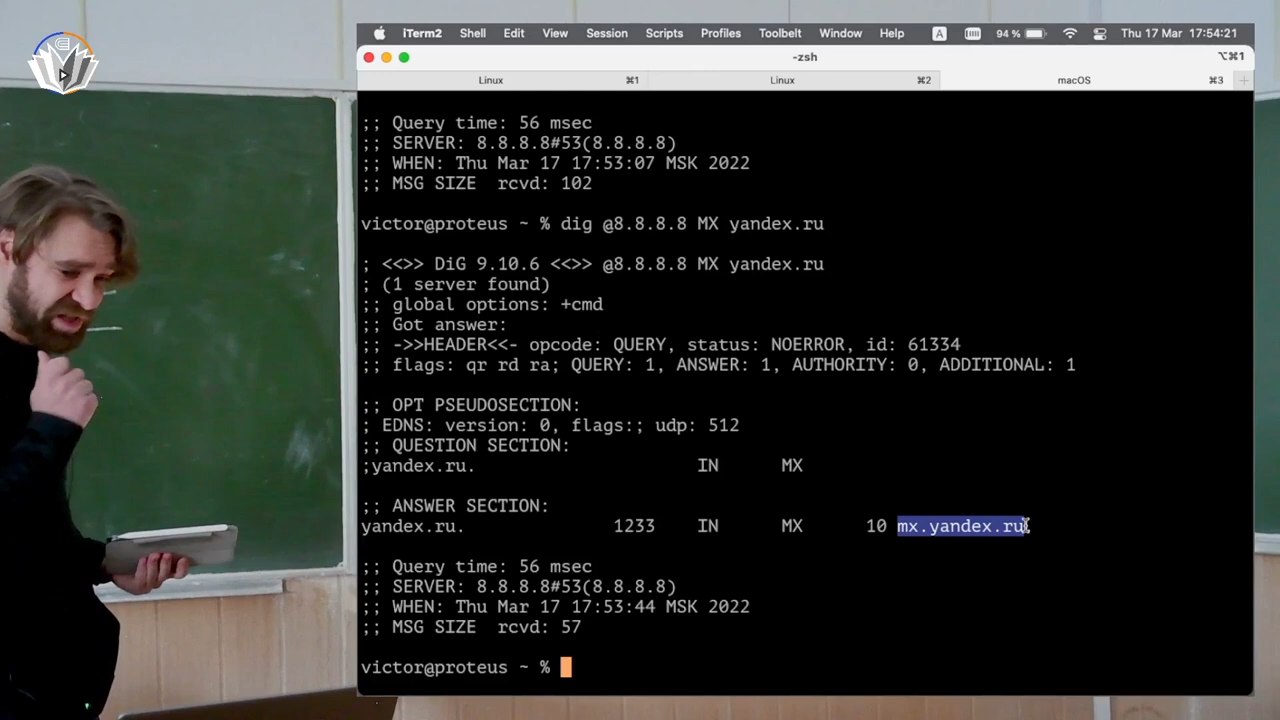 iTerm2 Shell Edit View Session Scripts Profiles Toolbelt Window Help A 94 % Thu 17 Mar 17:54:21
-zsh ⌥⌘1
Linux ⌘1 Linux ⌘2 macOS ⌘3 +
;; Query time: 56 msec
;; SERVER: 8.8.8.8#53(8.8.8.8)
;; WHEN: Thu Mar 17 17:53:07 MSK 2022
;; MSG SIZE  rcvd: 102
victor@proteus ~ % dig @8.8.8.8 MX yandex.ru
; <<>> DiG 9.10.6 <<>> @8.8.8.8 MX yandex.ru
; (1 server found)
;; global options: +cmd
;; Got answer:
;; ->>HEADER<<- opcode: QUERY, status: NOERROR, id: 61334
;; flags: qr rd ra; QUERY: 1, ANSWER: 1, AUTHORITY: 0, ADDITIONAL: 1
;; OPT PSEUDOSECTION:
; EDNS: version: 0, flags:; udp: 512
;; QUESTION SECTION:
;yandex.ru. IN MX
;; ANSWER SECTION:
yandex.ru. 1233 IN MX 10 mx.yandex.ru.
;; Query time: 56 msec
;; SERVER: 8.8.8.8#53(8.8.8.8)
;; WHEN: Thu Mar 17 17:53:44 MSK 2022
;; MSG SIZE  rcvd: 57
victor@proteus ~ %